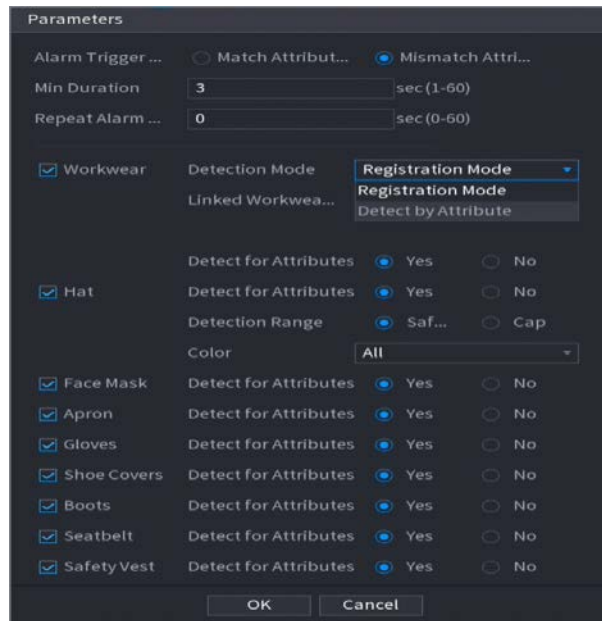 Parameters
Alarm Trigger ... Match Attribut... Mismatch Attri...
Min Duration 3 sec (1-60)
Repeat Alarm ... 0 sec (0-60)
Workwear Detection Mode Registration Mode
Registration Mode
Linked Workwea...
Detect by Attribute
Detect for Attributes Yes No
Hat Detect for Attributes Yes No
Detection Range Saf... Cap
Color All
Face Mask Detect for Attributes Yes No
Apron Detect for Attributes Yes No
Gloves Detect for Attributes Yes No
Shoe Covers Detect for Attributes Yes No
Boots Detect for Attributes Yes No
Seatbelt Detect for Attributes Yes No
Safety Vest Detect for Attributes Yes No
OK Cancel